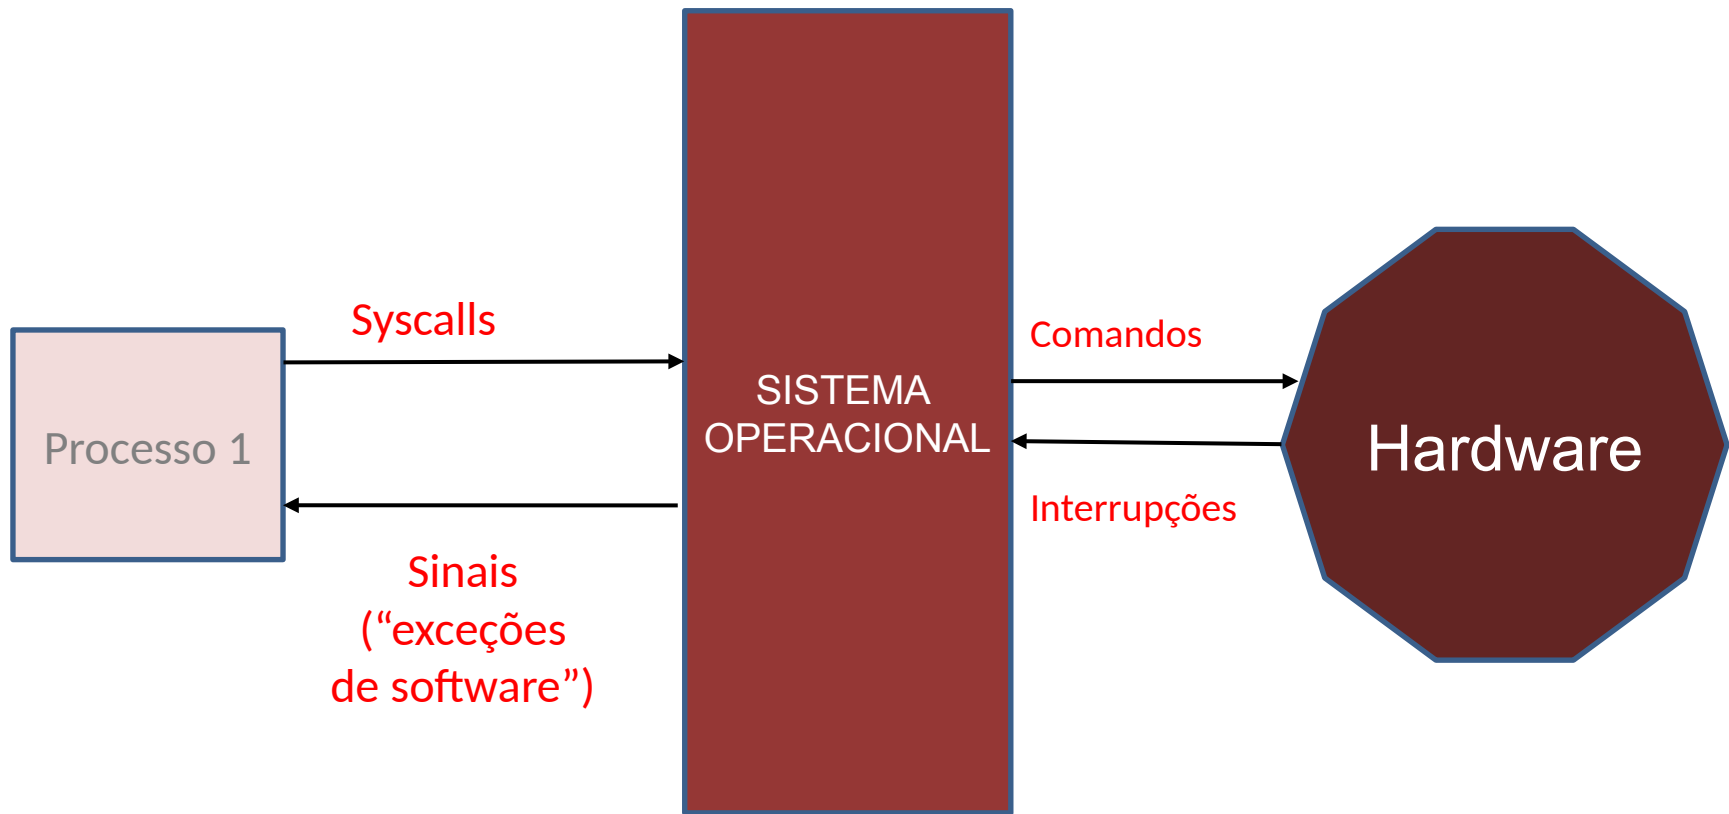 Syscalls
Processo 1
Sinais
(“exceções
de software”)
SISTEMA
OPERACIONAL
Comandos
Interrupções
Hardware